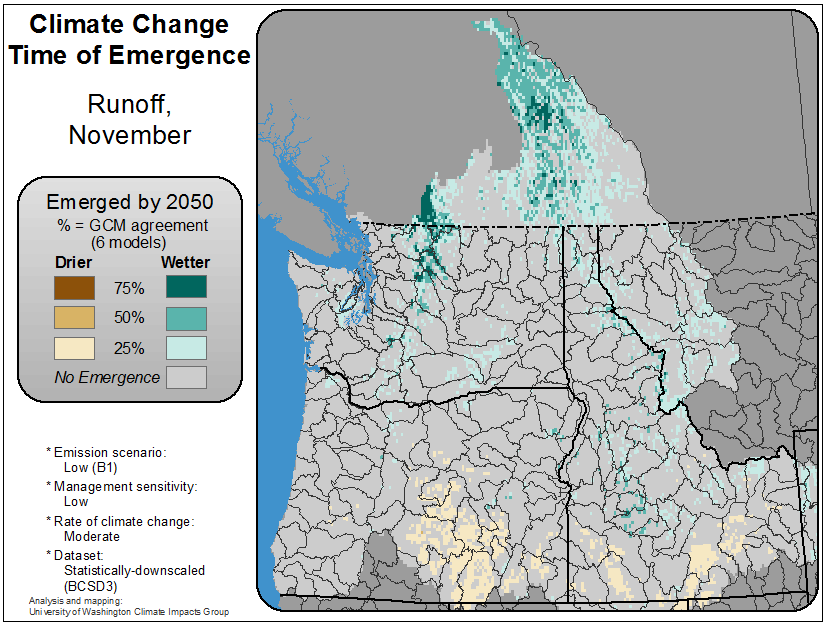 Climate Change
Time of Emergence
Runoff,
November
Emerged by 2050
% = GCM agreement
(6 models)
Drier Wetter
75%
50%
25%
No Emergence
* Emission scenario:
Low (B1)
* Management sensitivity:
Low
* Rate of climate change:
Moderate
* Dataset:
Statistically-downscaled
(BCSD3)
Analysis and mapping:
University of Washington Climate Impacts Group